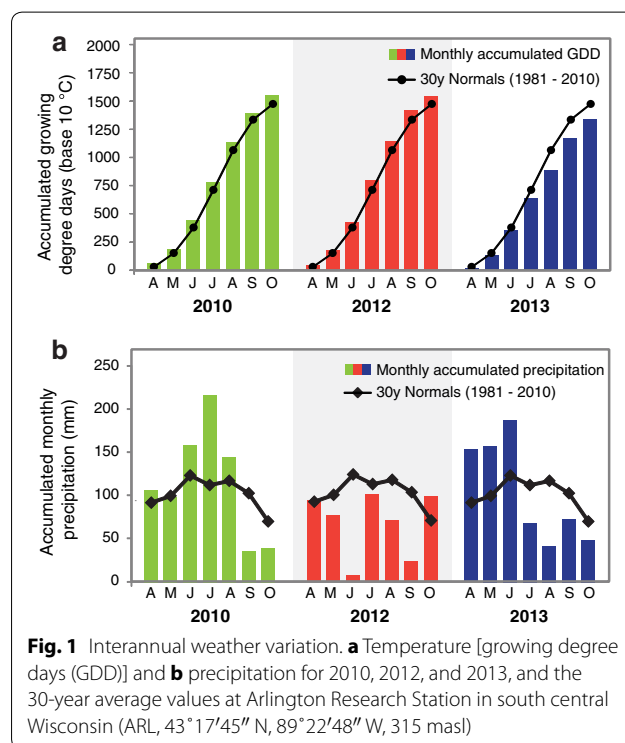 a
Accumulated growing
degree days (base 10 °C)
2000
1750
1500
1250
1000
750
500
250
0
Monthly accumulated GDD
30y Normals (1981 - 2010)
A M J J A S O A M J J A S O A M J J A S O
2010 2012 2013
b
Accumulated monthly
precipitation (mm)
250
200
150
100
50
0
Monthly accumulated precipitation
30y Normals (1981 - 2010)
A M J J A S O A M J J A S O A M J J A S O
2010 2012 2013
Fig. 1 Interannual weather variation. a Temperature [growing degree
days (GDD)] and b precipitation for 2010, 2012, and 2013, and the
30-year average values at Arlington Research Station in south central
Wisconsin (ARL, 43°17′45″ N, 89°22′48″ W, 315 masl)